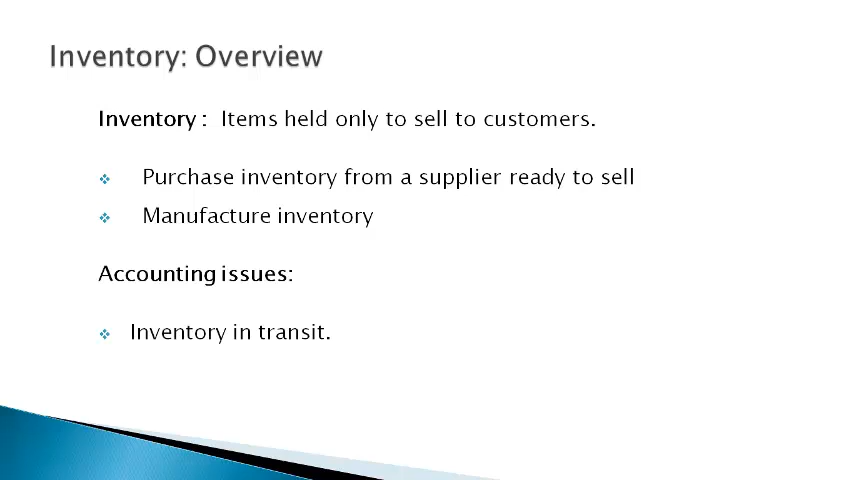 Inventory: Overview
Inventory : Items held only to sell to customers.
Purchase inventory from a supplier ready to sell
Manufacture inventory
Accounting issues:
Inventory in transit.